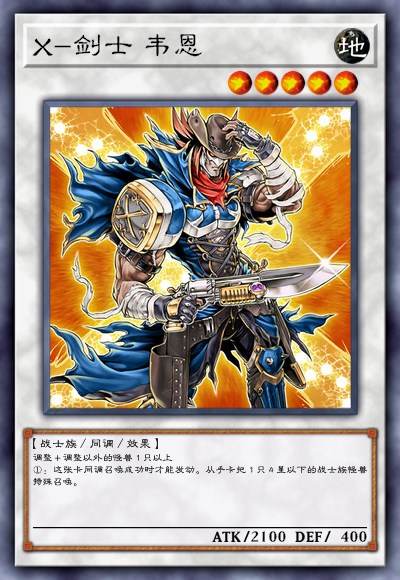 X-剑士 韦恩
地
【战士族/同调/效果】
调整+调整以外的怪兽1只以上
①：这张卡同调召唤成功时才能发动。从手卡把1只4星以下的战士族怪兽
特殊召唤。
ATK/2100 DEF/ 400